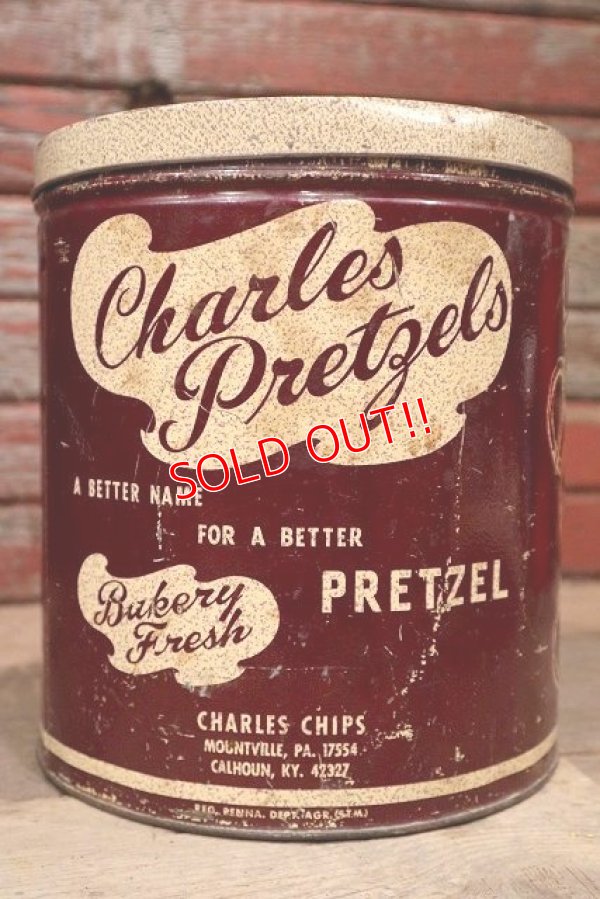 Charles
Pretzels
SOLD OUT!!
A BETTER NAME
FOR A BETTER
PRETZEL
Bakery
Fresh
CHARLES CHIPS
MOUNTVILLE, PA. 17554
CALHOUN, KY. 42327
REG. PENNA. DEPT. AGR. (S.T.M.)